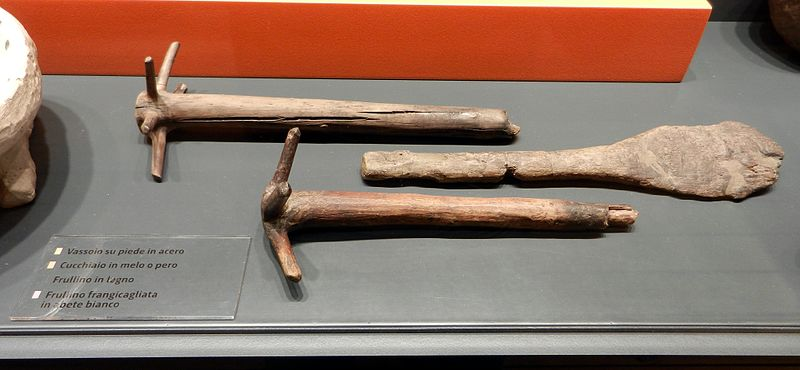 Vassoio su piede in acero
Cucchiaio in melo o pero
Frullino in legno
Frullino frangicagliata
in abete bianco